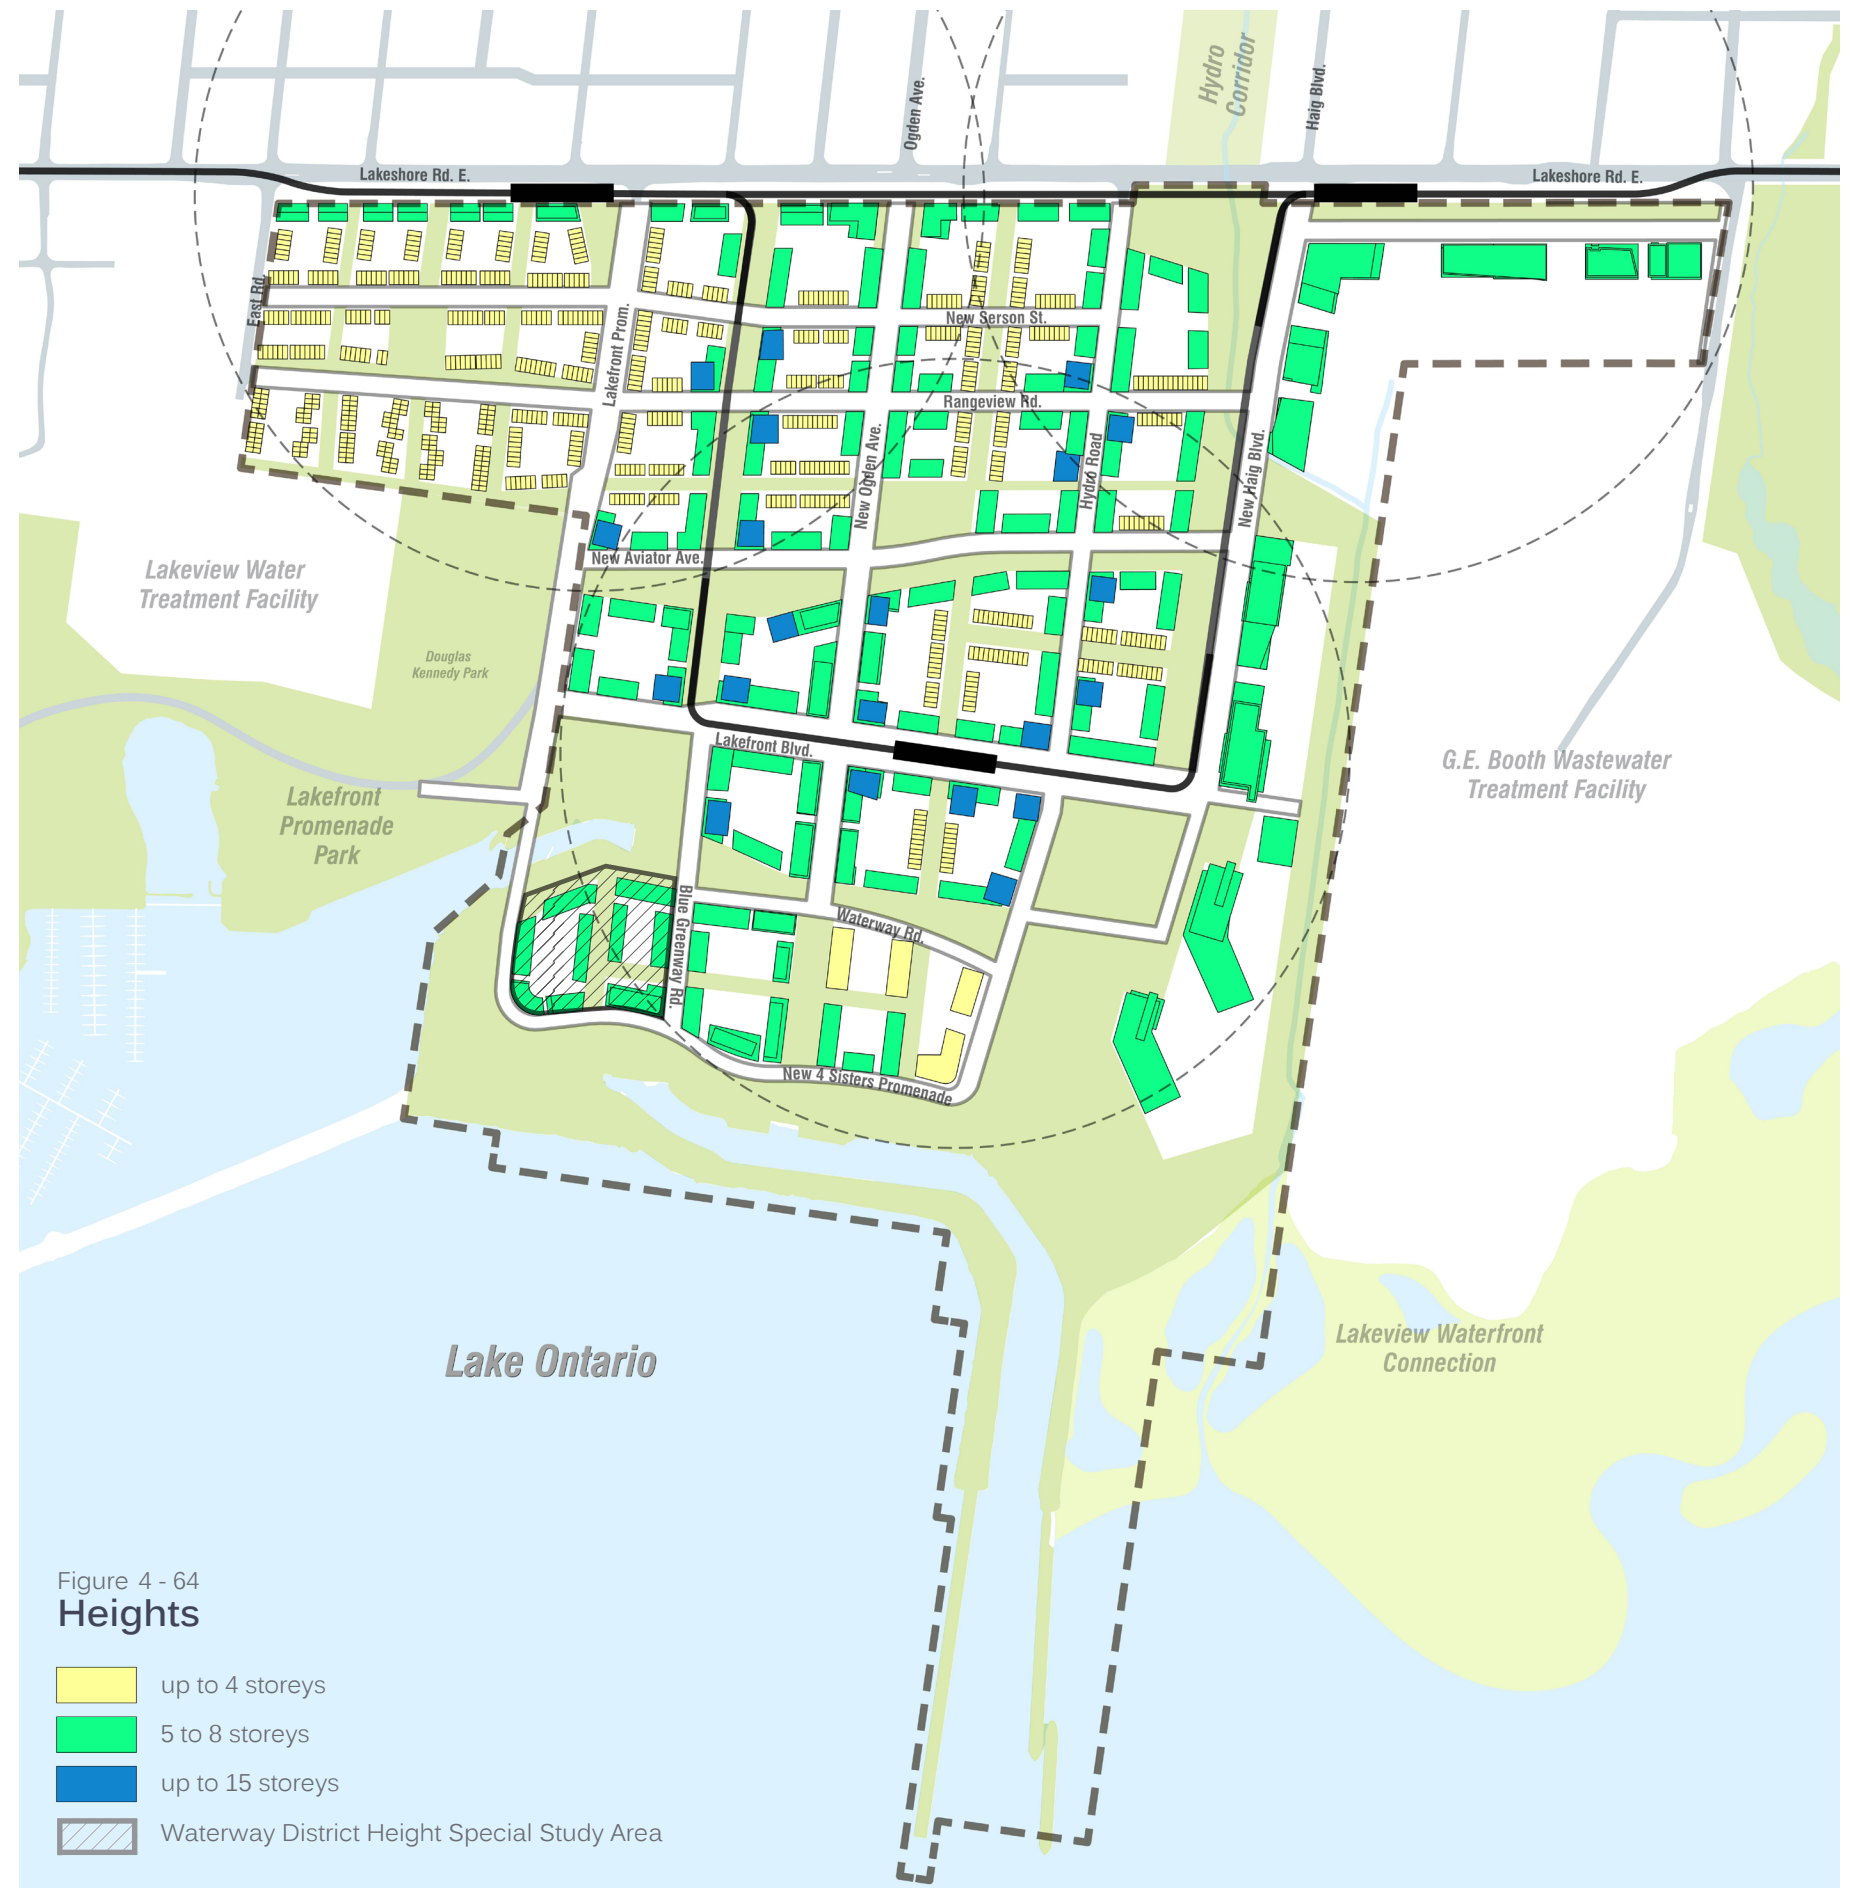 Ogden Ave.
Hydro
Corridor
Haig Blvd.
Lakeshore Rd. E.
Lakeshore Rd. E.
East Rd.
Lakefront Prom.
New Serson St.
Rangeview Rd.
New Ogden Ave.
Hydro Road
New Haig Blvd.
New Aviator Ave.
Lakeview Water
Treatment Facility
Douglas
Kennedy Park
Lakefront Blvd.
G.E. Booth Wastewater
Treatment Facility
Lakefront
Promenade
Park
Blue Greenway Rd.
Waterway Rd.
New 4 Sisters Promenade
Lake Ontario
Lakeview Waterfront
Connection
Figure 4 - 64
Heights
up to 4 storeys
5 to 8 storeys
up to 15 storeys
Waterway District Height Special Study Area